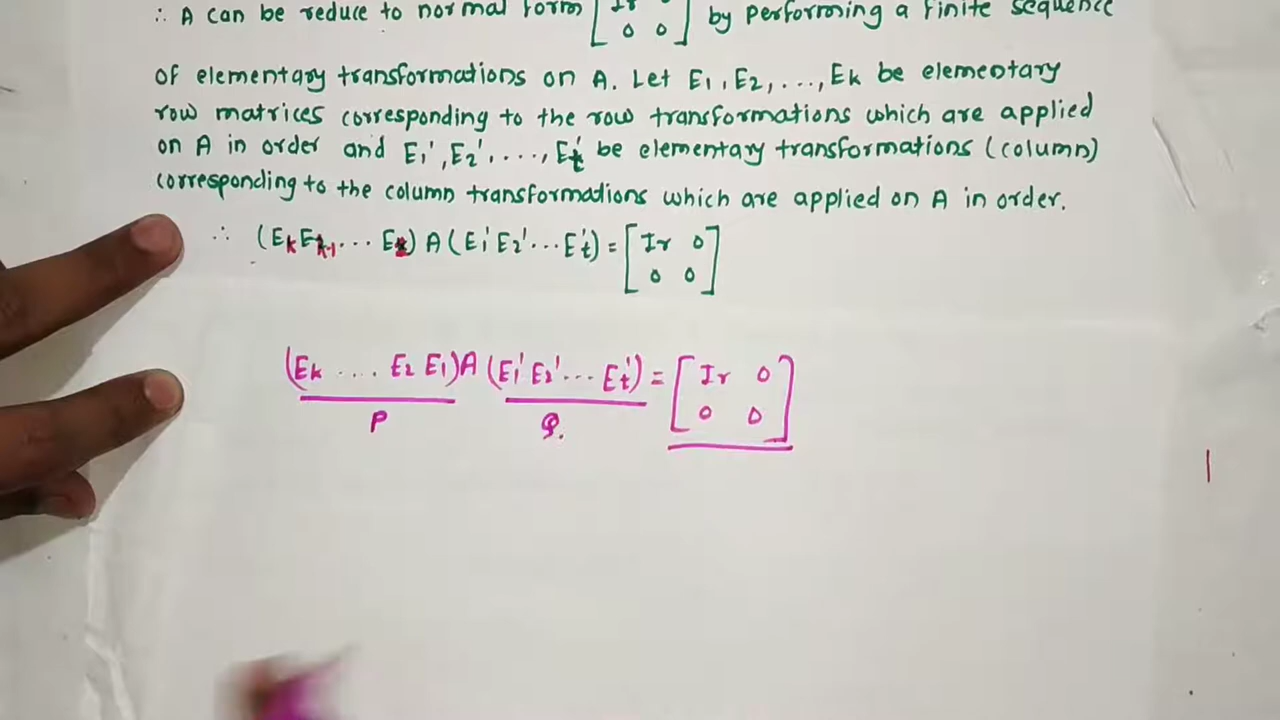 ∴ A can be reduce to normal form [Ir 0 0 0] by performing a finite sequence
of elementary transformations on A. Let E1, E2, ..., Ek be elementary
row matrices corresponding to the row transformations which are applied
on A in order and E1', E2', ...., Et' be elementary transformations (column)
corresponding to the column transformations which are applied on A in order.
∴ (Ek Ek-1 ... E) A (E1' E2' ... Et') = [Ir 0
0 0]
(Ek .... E2 E1) A (E1' E2' ... Et') = [Ir 0
0 0]
P Q.